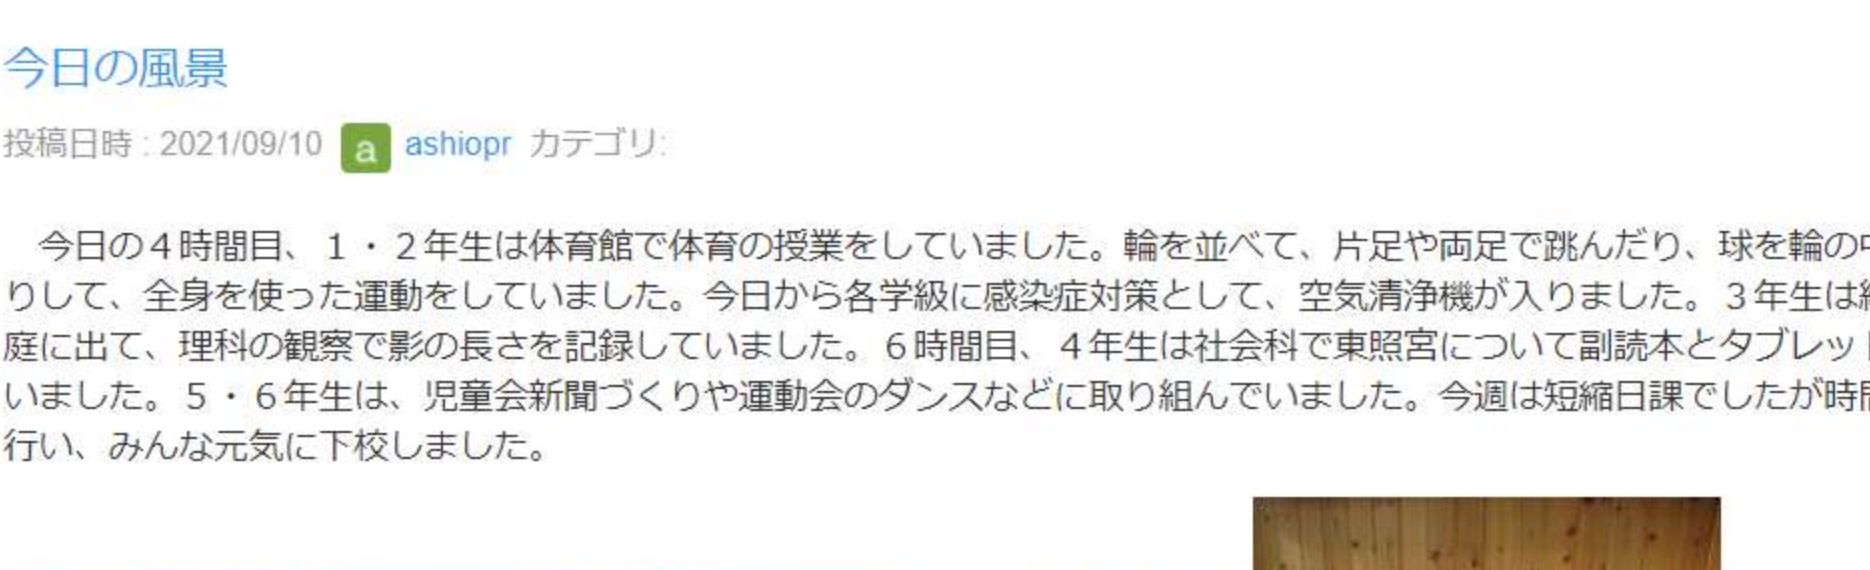 今日の風景
投稿日時 : 2021/09/10 a ashiopr カテゴリ:
今日の４時間目、１・２年生は体育館で体育の授業をしていました。輪を並べて、片足や両足で跳んだり、球を輪の
りして、全身を使った運動をしていました。今日から各学級に感染症対策として、空気清浄機が入りました。３年生は
庭に出て、理科の観察で影の長さを記録していました。６時間目、４年生は社会科で東照宮について副読本とタブレッ
いました。５・６年生は、児童会新聞づくりや運動会のダンスなどに取り組んでいました。今週は短縮日課でしたが時
行い、みんな元気に下校しました。